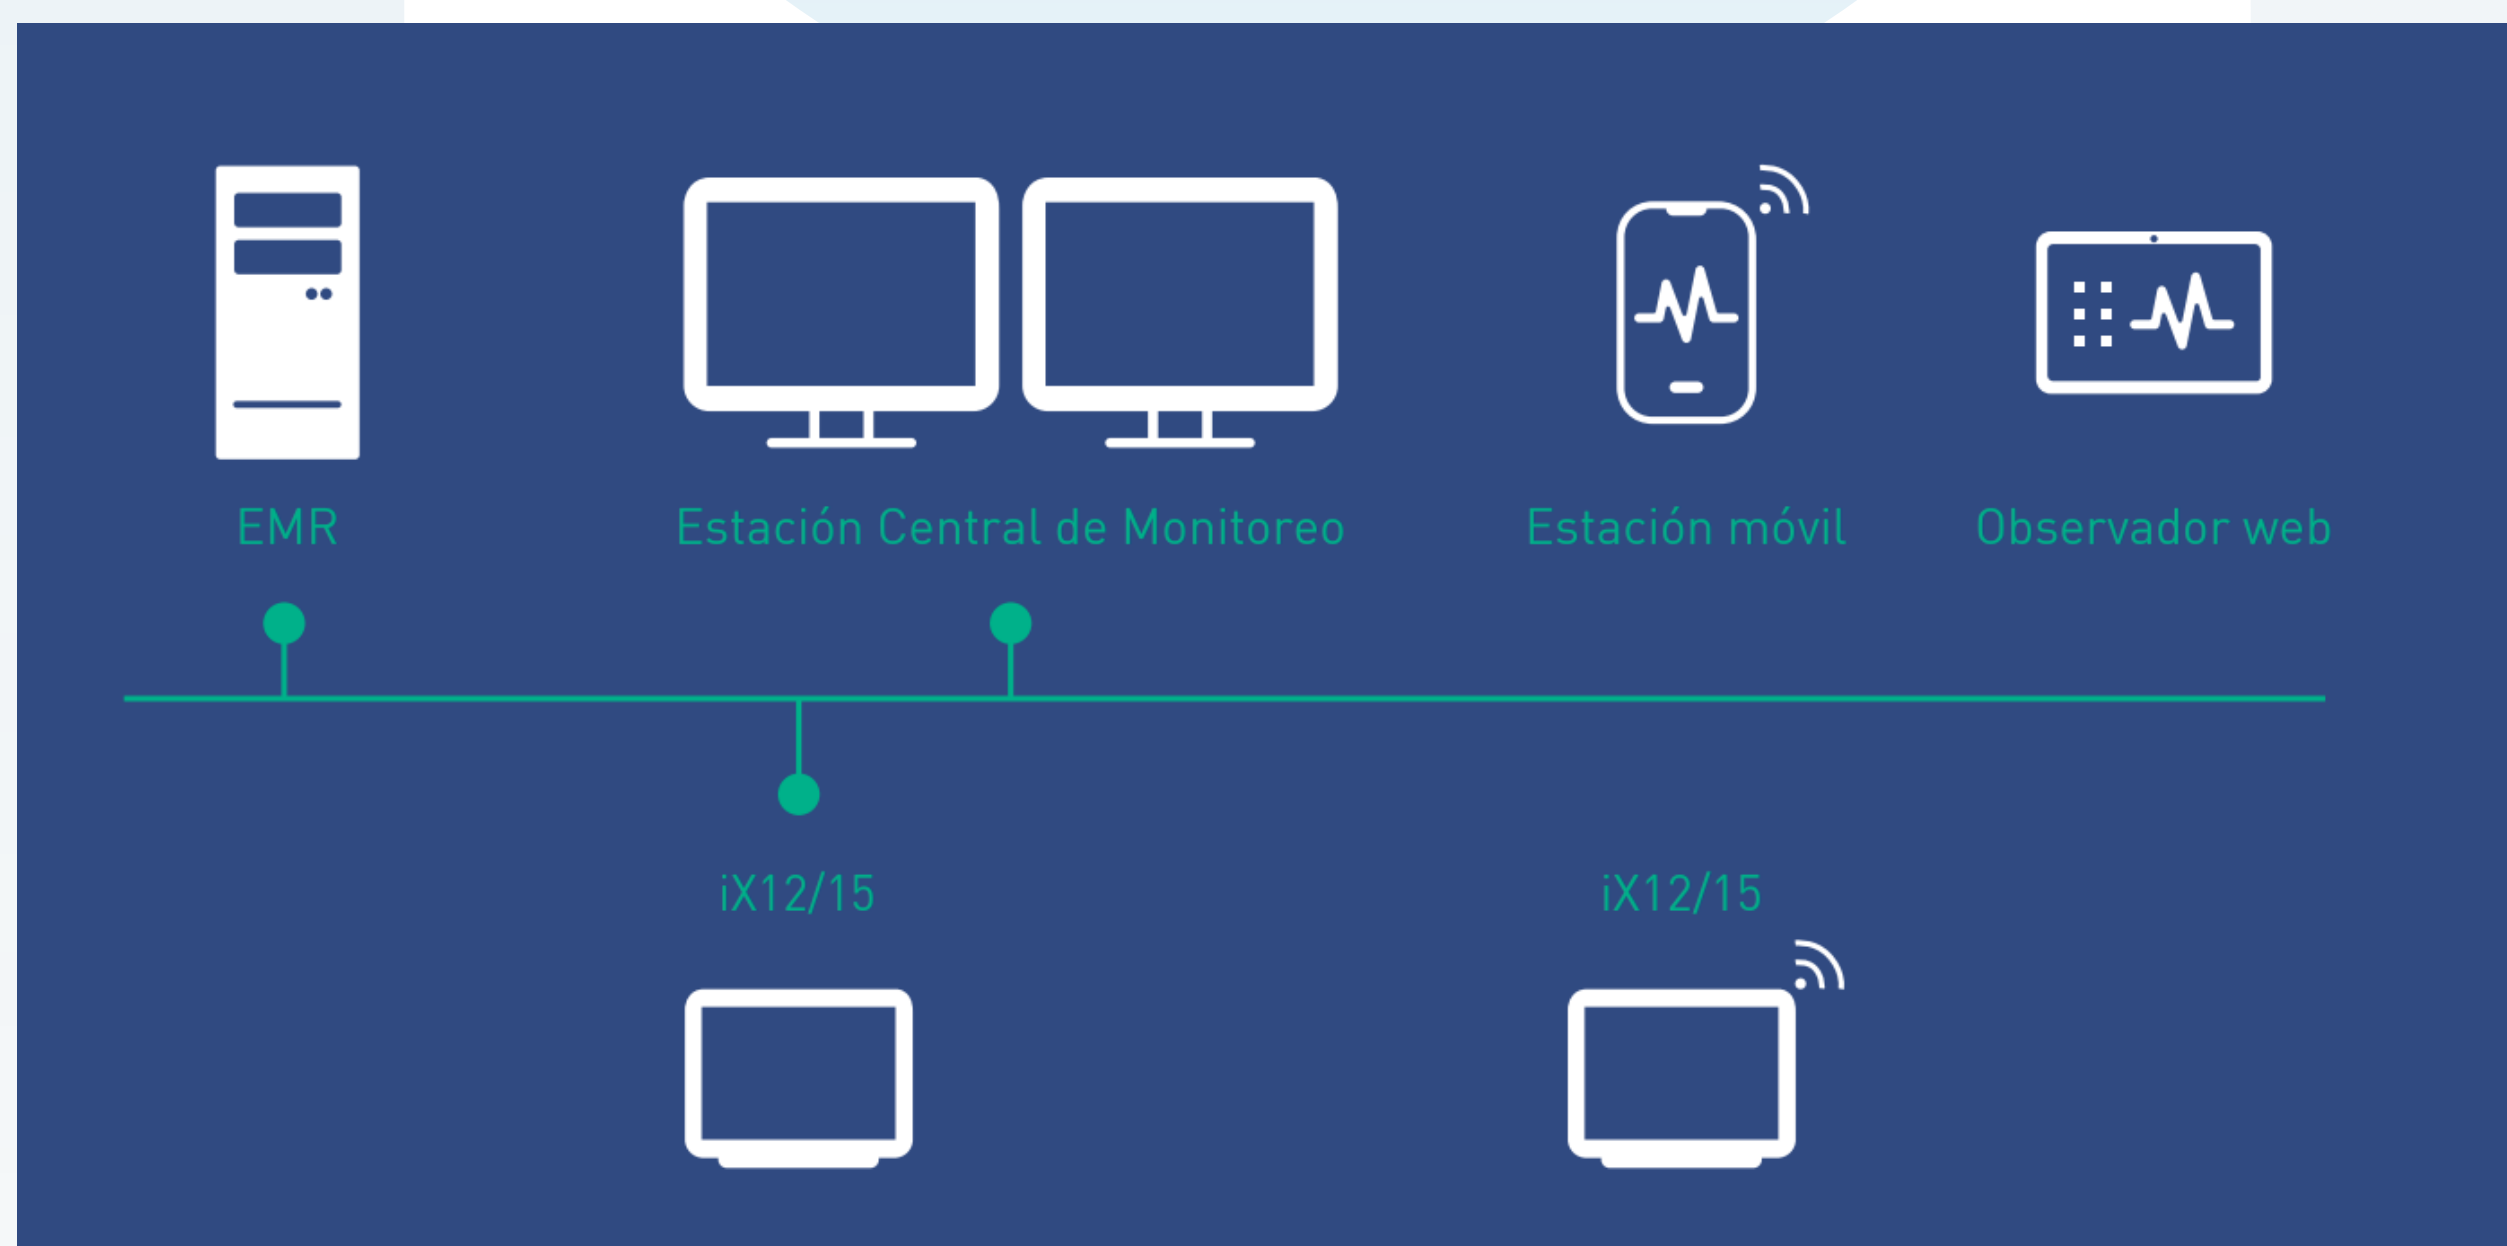 EMR
Estación Central de Monitoreo
Estación móvil
Observador web
iX12/15
iX12/15